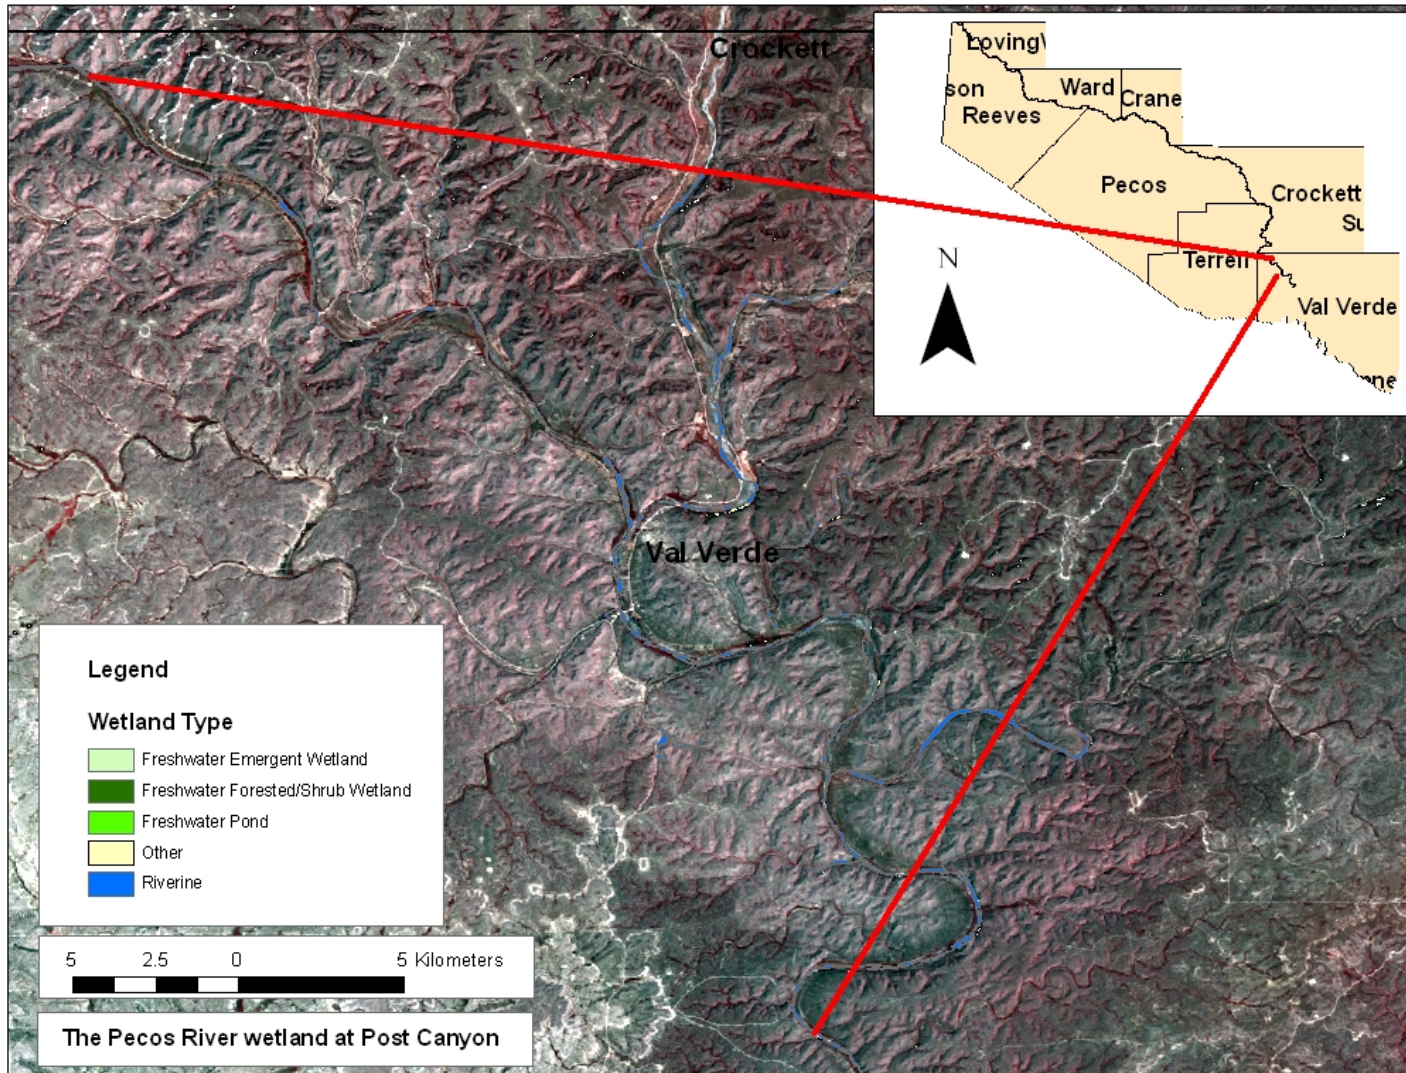 Crockett
Loving
Ward
Crane
son
Reeves
Pecos
Crockett
Su
Terrell
Val Verde
nne
N
Val Verde
Legend
Wetland Type
Freshwater Emergent Wetland
Freshwater Forested/Shrub Wetland
Freshwater Pond
Other
Riverine
5 2.5 0 5 Kilometers
The Pecos River wetland at Post Canyon